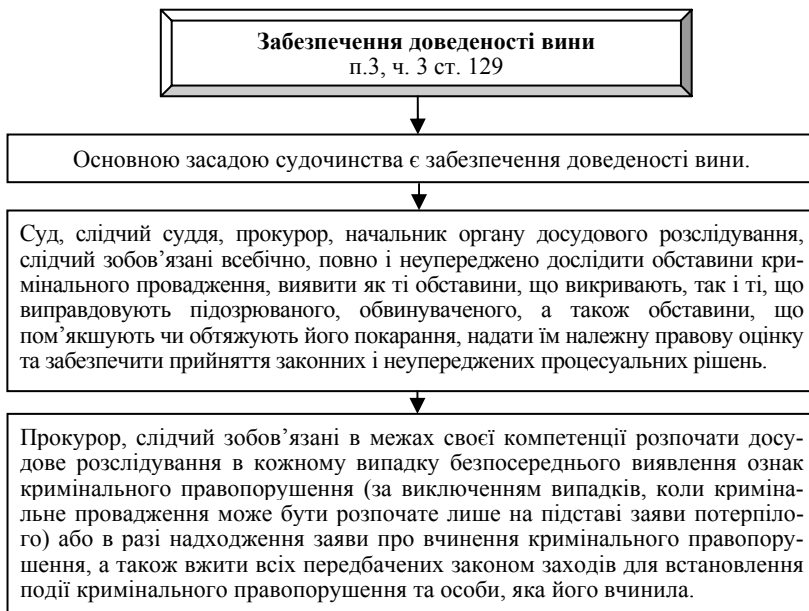 Забезпечення доведеності вини
п.3, ч. 3 ст. 129
Основною засадою судочинства є забезпечення доведеності вини.
Суд, слідчий суддя, прокурор, начальник органу досудового розслідування,
слідчий зобов’язані всебічно, повно і неупереджено дослідити обставини кри-
мінального провадження, виявити як ті обставини, що викривають, так і ті, що
виправдовують підозрюваного, обвинуваченого, а також обставини, що
пом’якшують чи обтяжують його покарання, надати їм належну правову оцінку
та забезпечити прийняття законних і неупереджених процесуальних рішень.
Прокурор, слідчий зобов’язані в межах своєї компетенції розпочати досу-
дове розслідування в кожному випадку безпосереднього виявлення ознак
кримінального правопорушення (за виключенням випадків, коли криміна-
льне провадження може бути розпочате лише на підставі заяви потерпіло-
го) або в разі надходження заяви про вчинення кримінального правопору-
шення, а також вжити всіх передбачених законом заходів для встановлення
події кримінального правопорушення та особи, яка його вчинила.